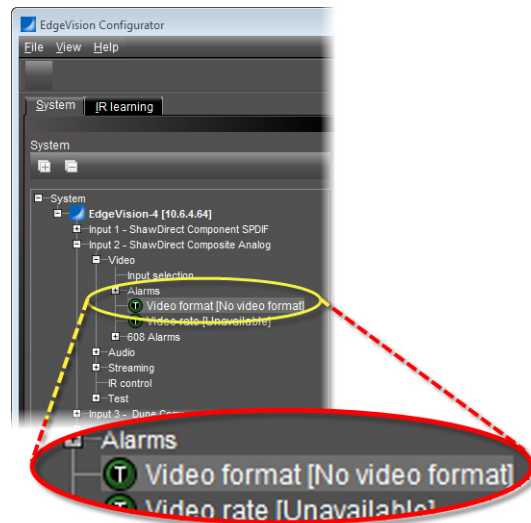 EdgeVision Configurator
File View Help
System IR learning
System
System
EdgeVision-4 [10.6.4.64]
Input 1 - ShawDirect Component SPDIF
Input 2 - ShawDirect Composite Analog
Video
Input selection
Alarms
T Video format [No video format]
T Video rate [Unavailable]
608 Alarms
Audio
Streaming
IR control
Test
Input 3 - Dune
Alarms
T Video format [No video format]
T Video rate [Unavailable]